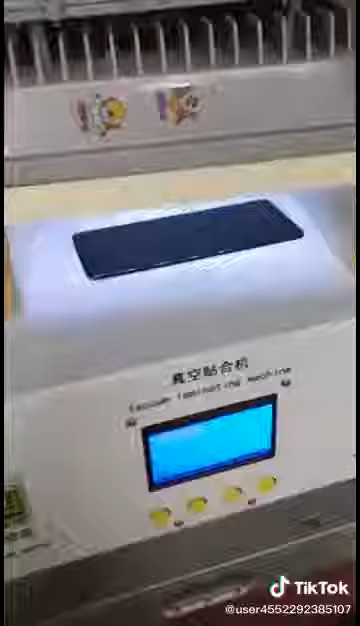 真空贴合机
Vacuum laminating machine
TikTok
@user4552292385107